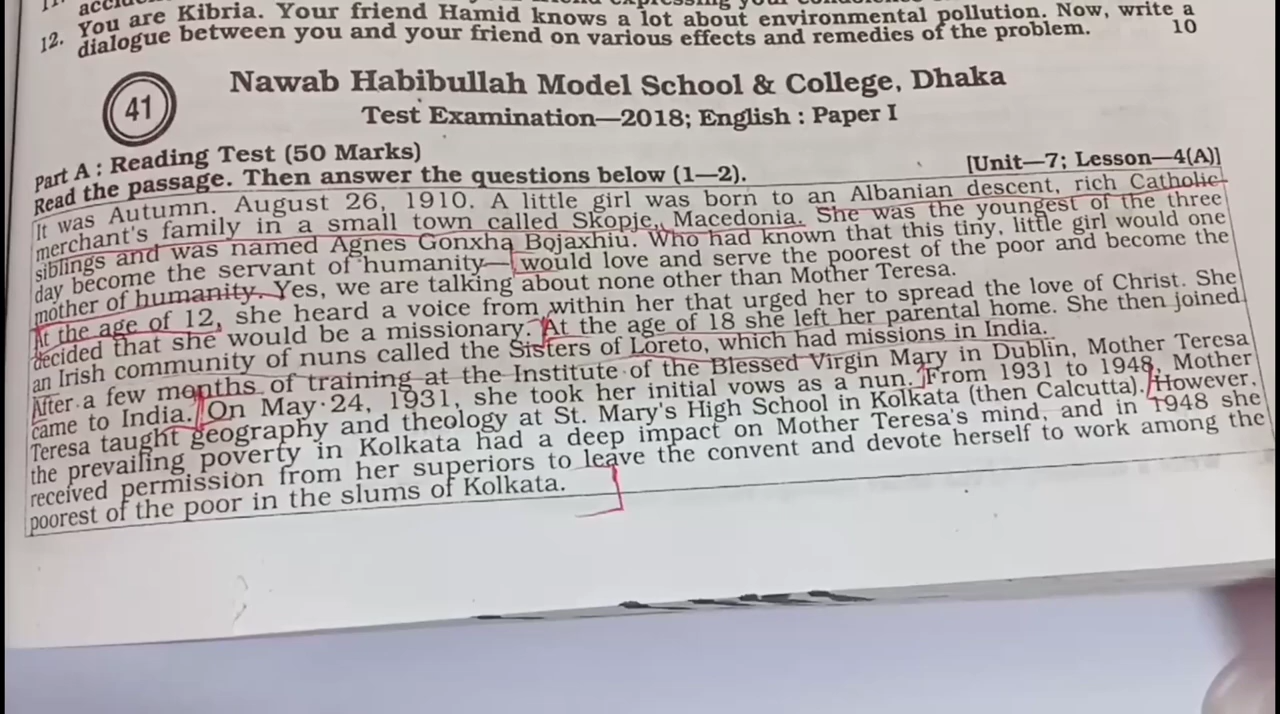 12. You are Kibria. Your friend Hamid knows a lot about environmental pollution. Now, write a
dialogue between you and your friend on various effects and remedies of the problem. 10
41
Nawab Habibullah Model School & College, Dhaka
Test Examination—2018; English : Paper I
Part A : Reading Test (50 Marks)
Read the passage. Then answer the questions below (1—2). [Unit—7; Lesson—4(A)]
It was Autumn. August 26, 1910. A little girl was born to an Albanian descent, rich Catholic
merchant's family in a small town called Skopje,, Macedonia. She was the youngest of the three
siblings and was named Agnes Gonxha Bojaxhiu. Who had known that this tiny, little girl would one
day become the servant of humanity— would love and serve the poorest of the poor and become the
mother of humanity. Yes, we are talking about none other than Mother Teresa.
At the age of 12, she heard a voice from within her that urged her to spread the love of Christ. She
decided that she would be a missionary. At the age of 18 she left her parental home. She then joined
an Irish community of nuns called the Sisters of Loreto, which had missions in India.
After a few months of training at the Institute of the Blessed Virgin Mary in Dublin, Mother Teresa
came to India. On May 24, 1931, she took her initial vows as a nun. From 1931 to 1948, Mother
Teresa taught geography and theology at St. Mary's High School in Kolkata (then Calcutta). However,
the prevailing poverty in Kolkata had a deep impact on Mother Teresa's mind, and in 1948 she
received permission from her superiors to leave the convent and devote herself to work among the
poorest of the poor in the slums of Kolkata.